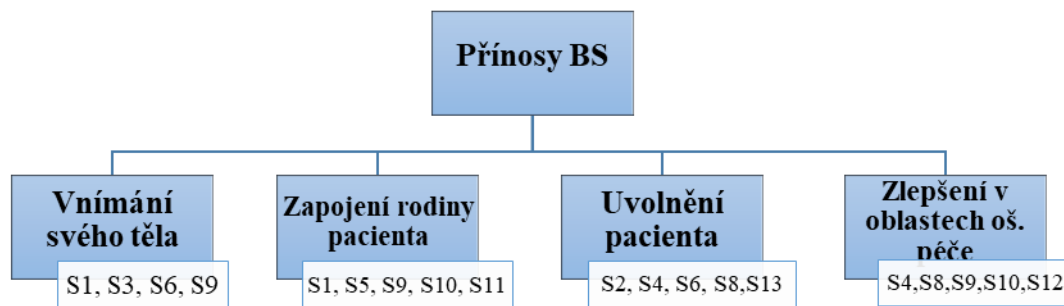 Přínosy BS
Vnímání
svého těla
S1, S3, S6, S9
Zapojení rodiny
pacienta
S1, S5, S9, S10, S11
Uvolnění
pacienta
S2, S4, S6, S8,S13
Zlepšení v
oblastech oš.
péče
S4,S8,S9,S10,S12